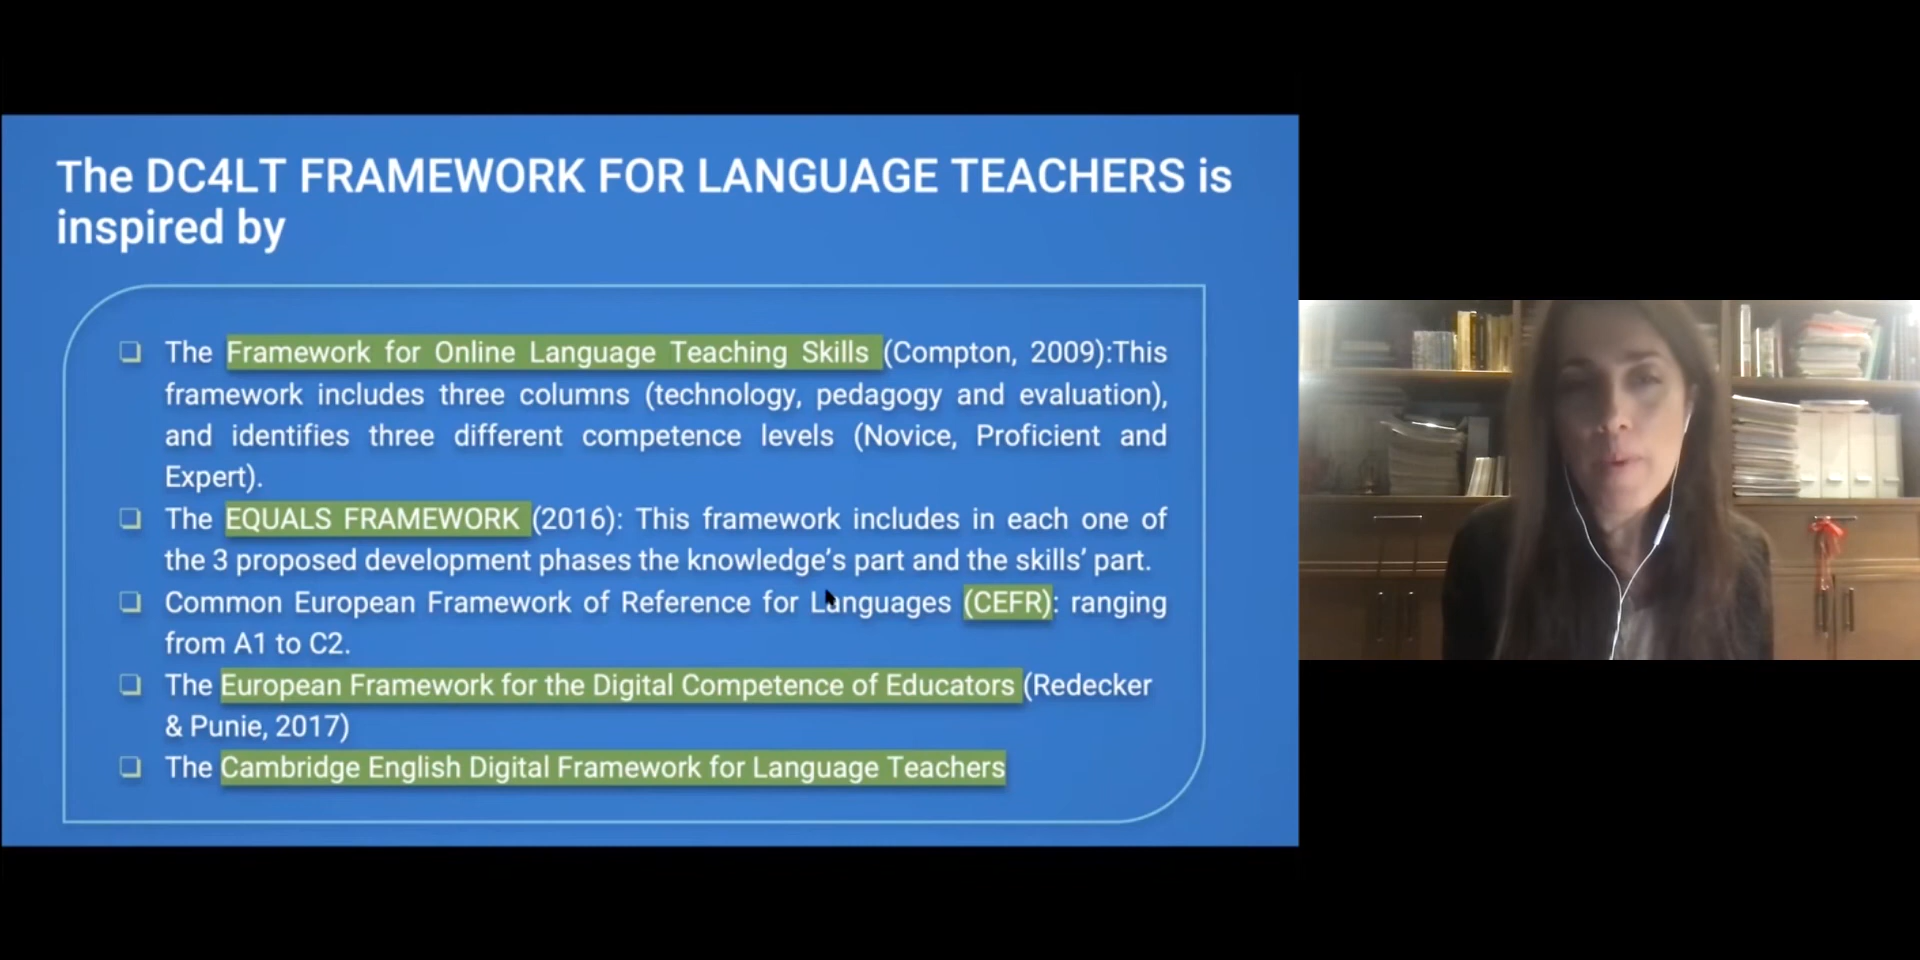 The DC4LT FRAMEWORK FOR LANGUAGE TEACHERS is
inspired by
The Framework for Online Language Teaching Skills (Compton, 2009):This
framework includes three columns (technology, pedagogy and evaluation),
and identifies three different competence levels (Novice, Proficient and
Expert).
The EQUALS FRAMEWORK (2016): This framework includes in each one of
the 3 proposed development phases the knowledge’s part and the skills’ part.
Common European Framework of Reference for Languages (CEFR): ranging
from A1 to C2.
The European Framework for the Digital Competence of Educators (Redecker
& Punie, 2017)
The Cambridge English Digital Framework for Language Teachers